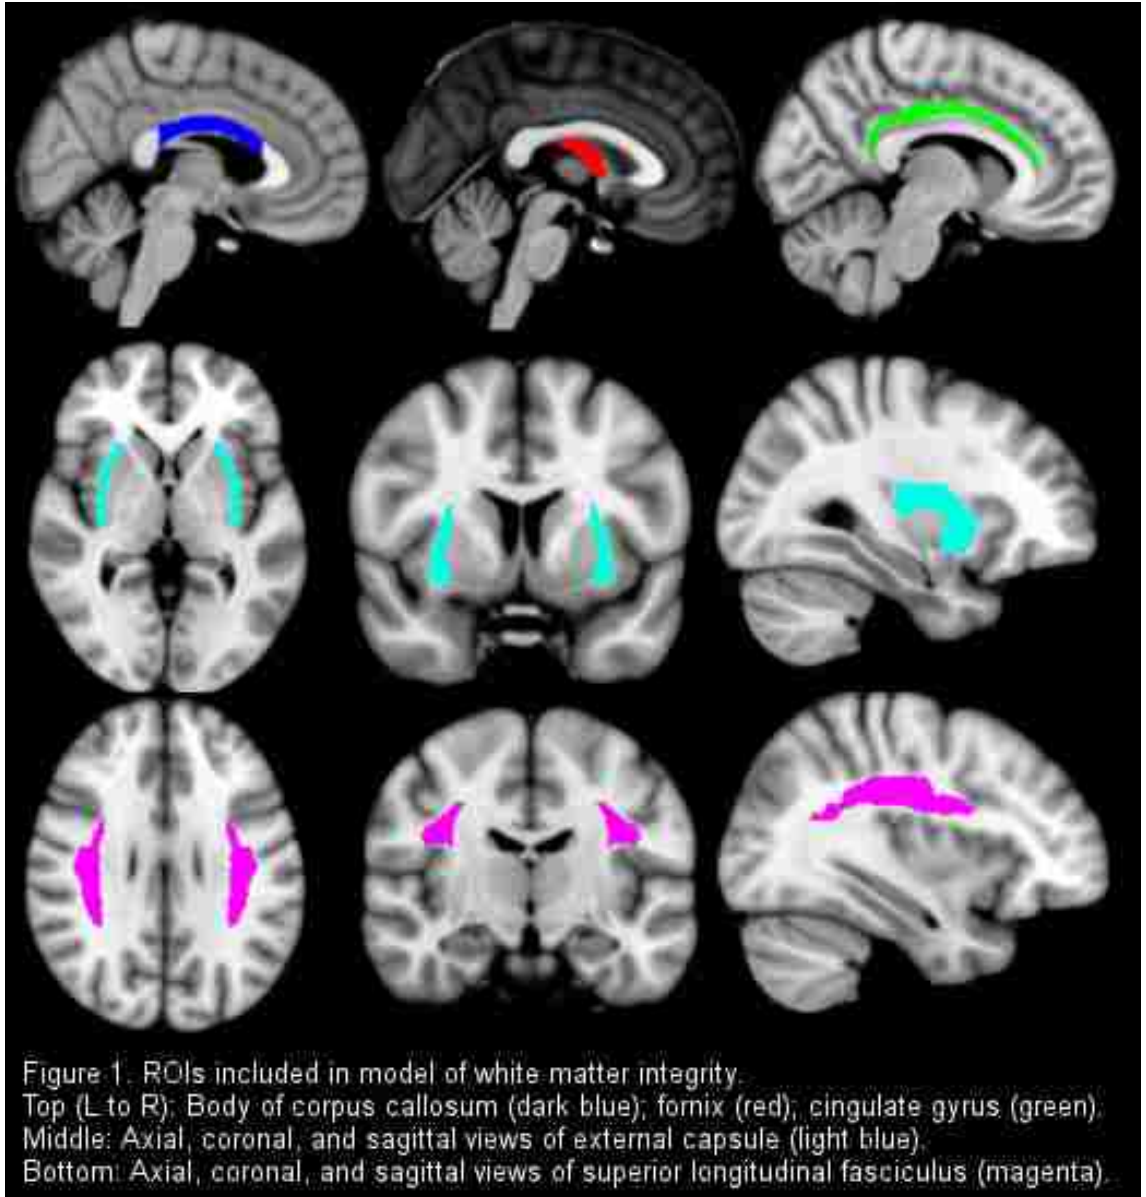 Figure 1. ROIs included in model of white matter integrity.
Top (L to R): Body of corpus callosum (dark blue); fornix (red); cingulate gyrus (green).
Middle: Axial, coronal, and sagittal views of external capsule (light blue).
Bottom: Axial, coronal, and sagittal views of superior longitudinal fasciculus (magenta).